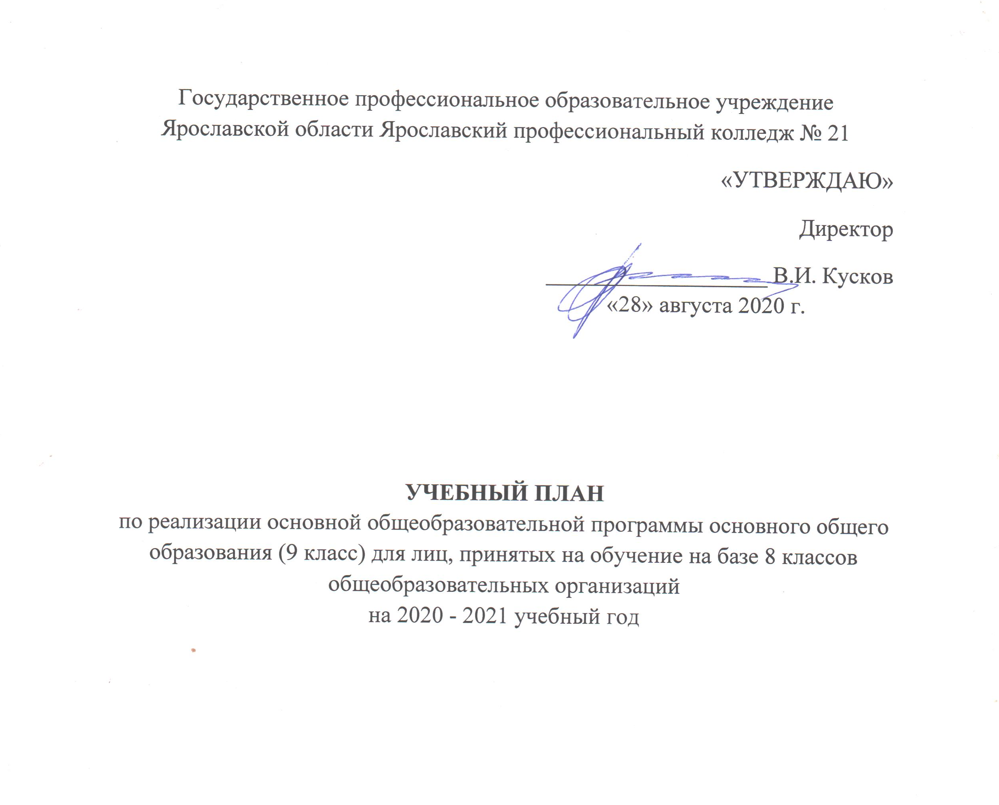 Государственное профессиональное образовательное учреждение
Ярославской области Ярославский профессиональный колледж № 21
«УТВЕРЖДАЮ»
Директор
В.И. Кусков
«28» августа 2020 г.
УЧЕБНЫЙ ПЛАН
по реализации основной общеобразовательной программы основного общего
образования (9 класс) для лиц, принятых на обучение на базе 8 классов
общеобразовательных организаций
на 2020 - 2021 учебный год